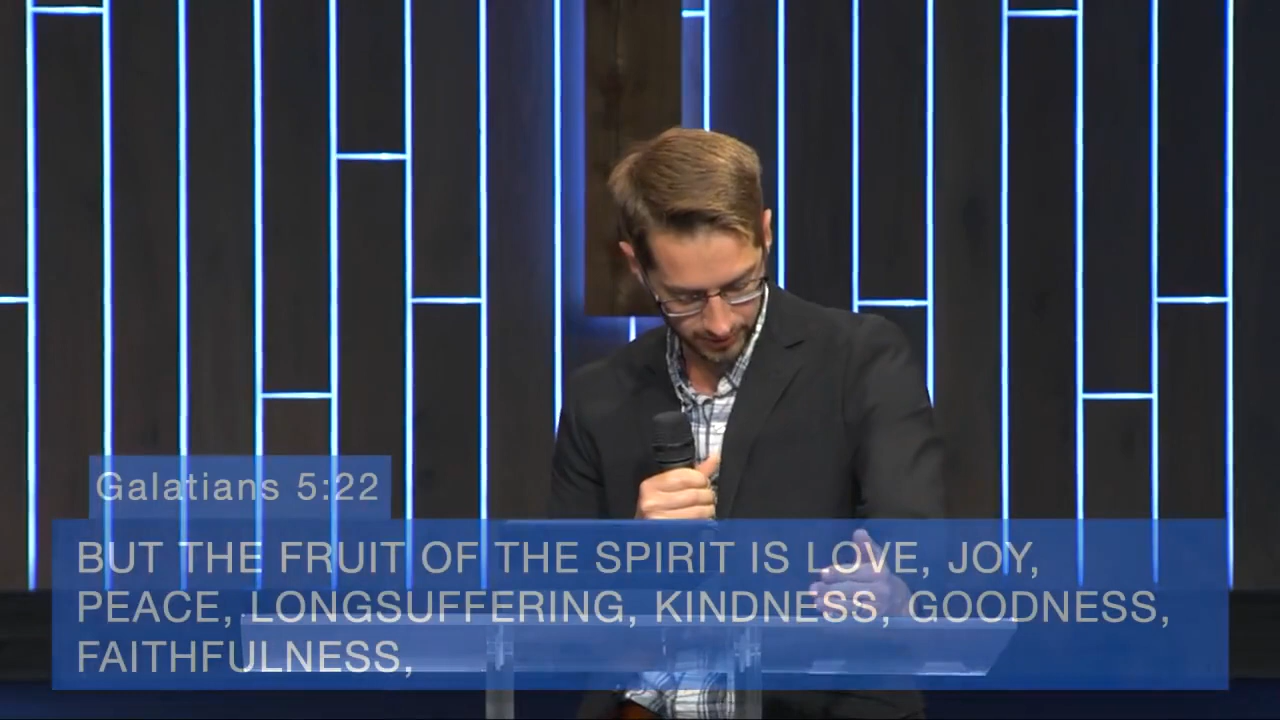 Galatians 5:22
BUT THE FRUIT OF THE SPIRIT IS LOVE, JOY,
PEACE, LONGSUFFERING, KINDNESS, GOODNESS,
FAITHFULNESS,